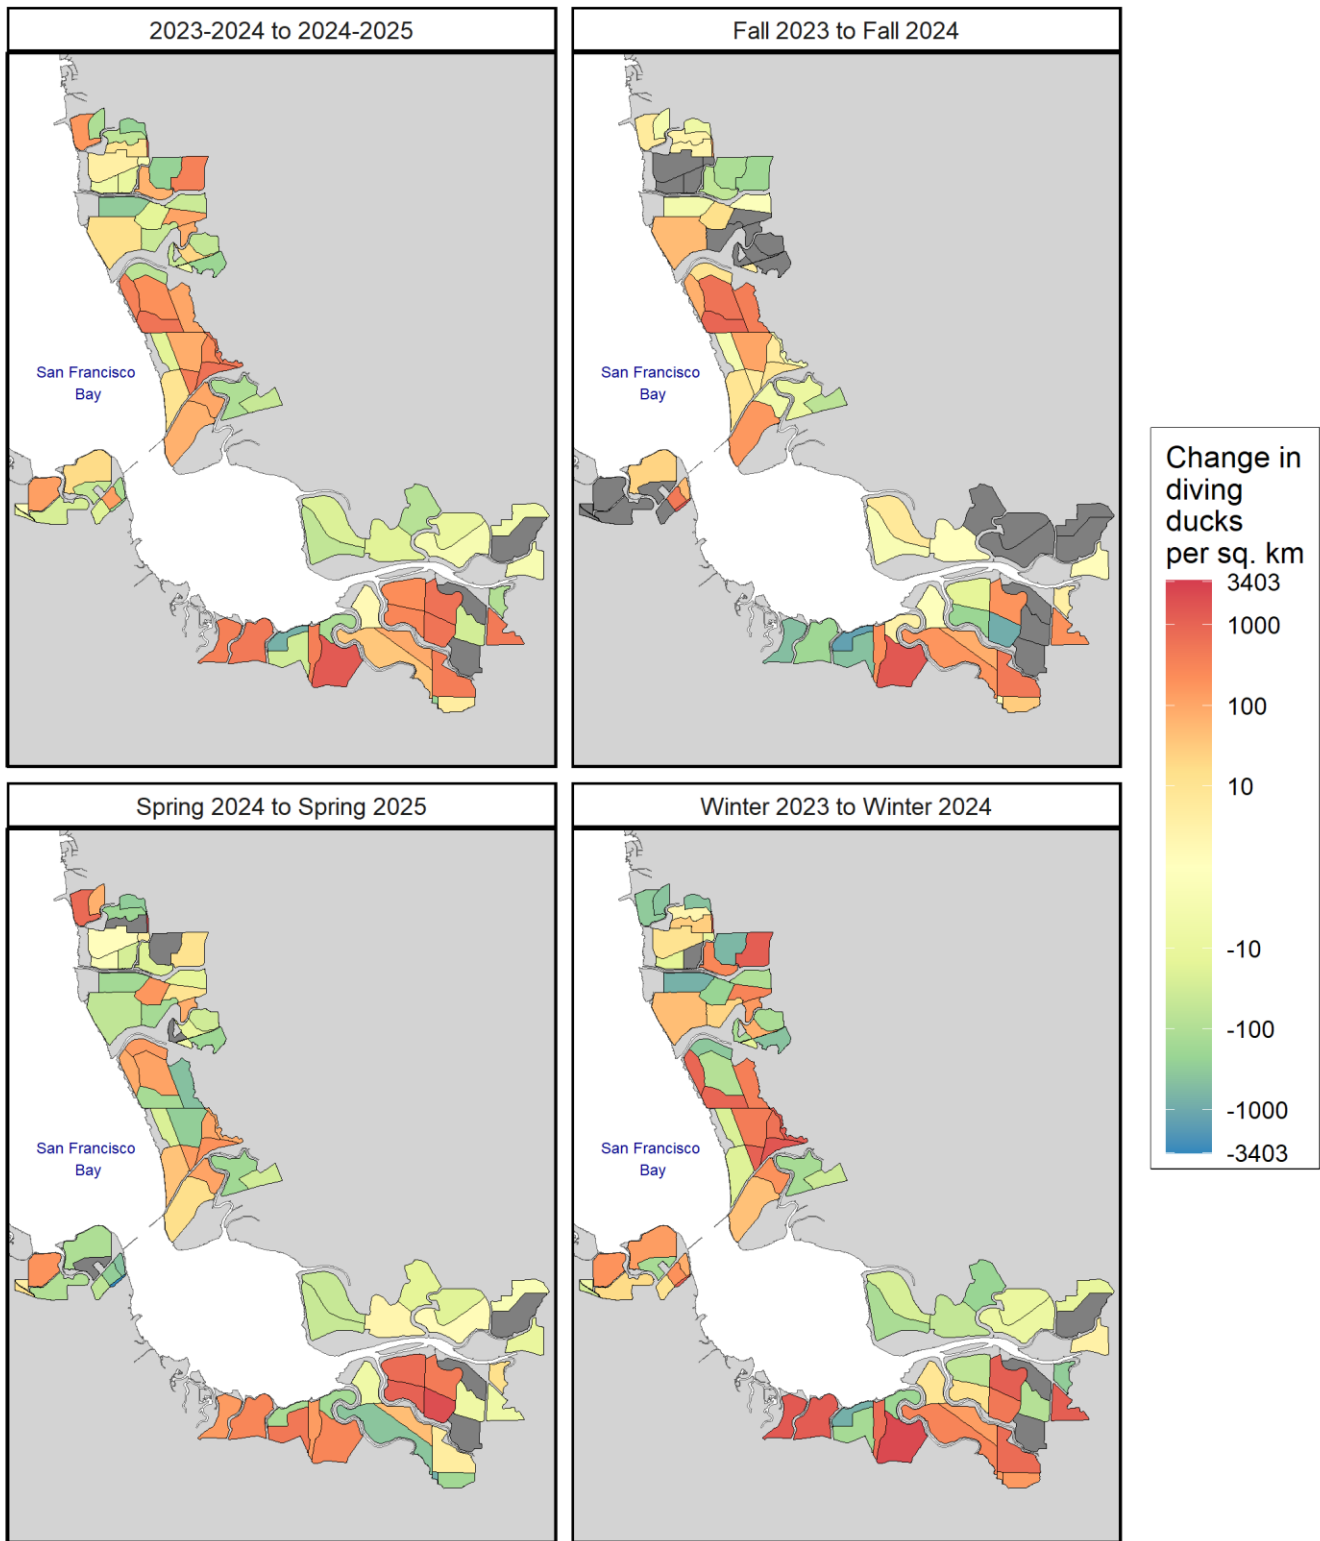 2023-2024 to 2024-2025
Fall 2023 to Fall 2024
San Francisco
Bay
San Francisco
Bay
Change in
diving
ducks
per sq. km
3403
1000
100
10
-10
-100
-1000
-3403
Spring 2024 to Spring 2025
Winter 2023 to Winter 2024
San Francisco
Bay
San Francisco
Bay